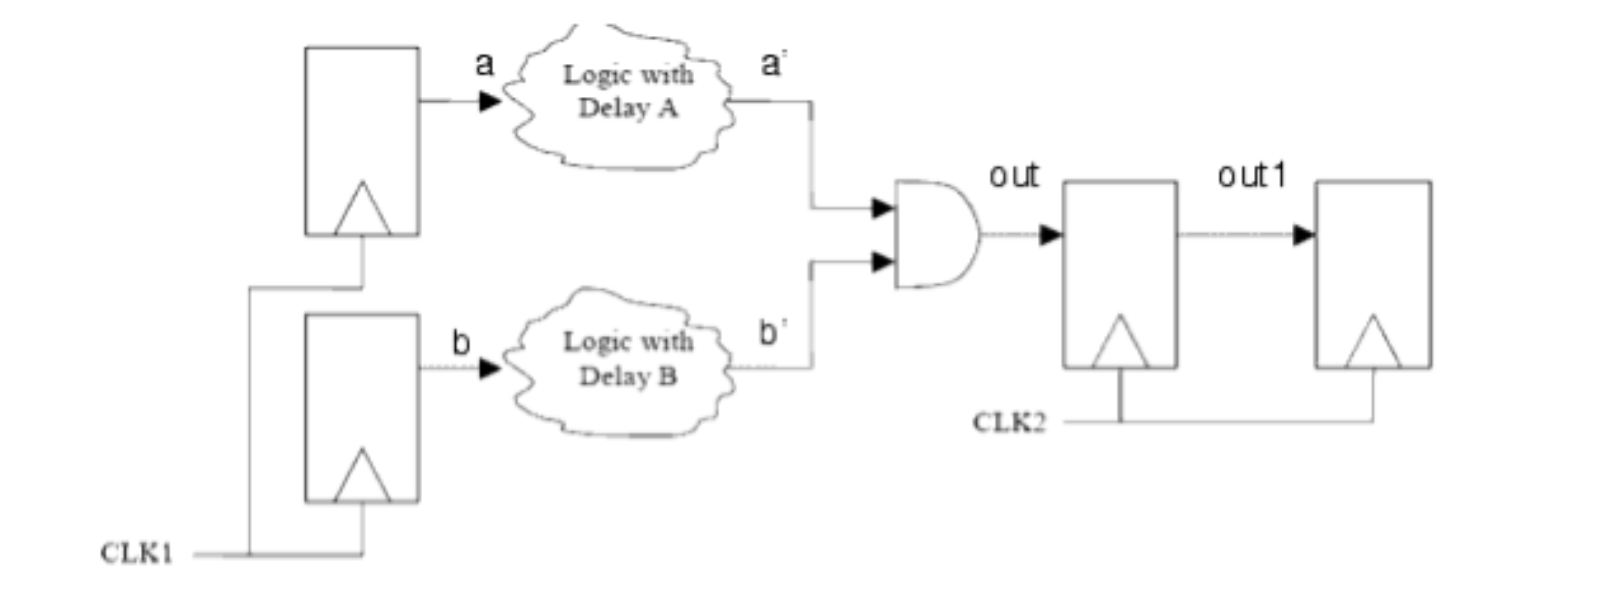 a
Logic with
Delay A
a'
out
out1
b
Logic with
Delay B
b'
CLK2
CLK1